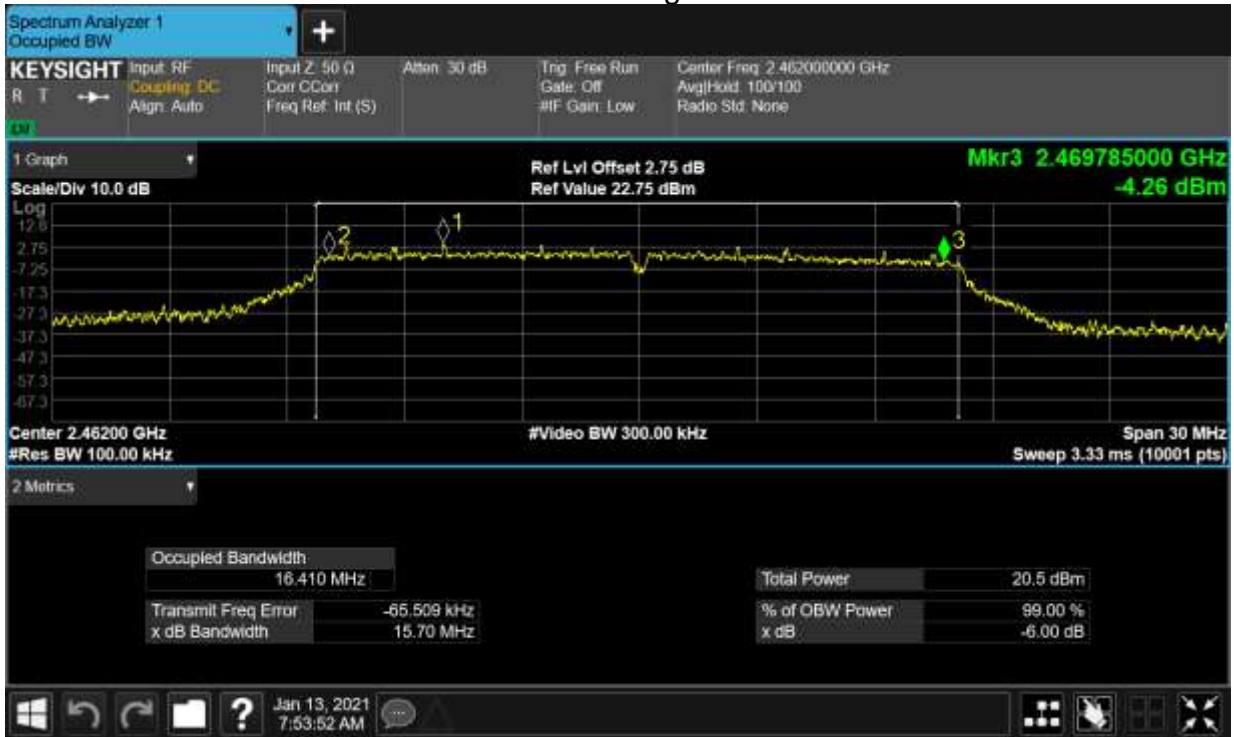 Spectrum Analyzer 1
Occupied BW
+
KEYSIGHT
R T
Input: RF
Coupling: DC
Align: Auto
Input Z: 50 Ω
Corr CCorr
Freq Ref: Int (S)
Atten: 30 dB
Trig: Free Run
Gate: Off
#IF Gain: Low
Center Freq: 2.462000000 GHz
Avg|Hold: 100/100
Radio Std: None
1 Graph
Scale/Div 10.0 dB
Ref Lvl Offset 2.75 dB
Ref Value 22.75 dBm
Mkr3 2.469785000 GHz
-4.26 dBm
Log
12.8
2.75
-7.25
-17.3
-27.3
-37.3
-47.3
-57.3
-67.3
2
1
3
Center 2.46200 GHz
#Res BW 100.00 kHz
#Video BW 300.00 kHz
Span 30 MHz
Sweep 3.33 ms (10001 pts)
2 Metrics
Occupied Bandwidth
16.410 MHz
Transmit Freq Error -65.509 kHz
x dB Bandwidth 15.70 MHz
Total Power 20.5 dBm
% of OBW Power 99.00 %
x dB -6.00 dB
?
Jan 13, 2021
7:53:52 AM